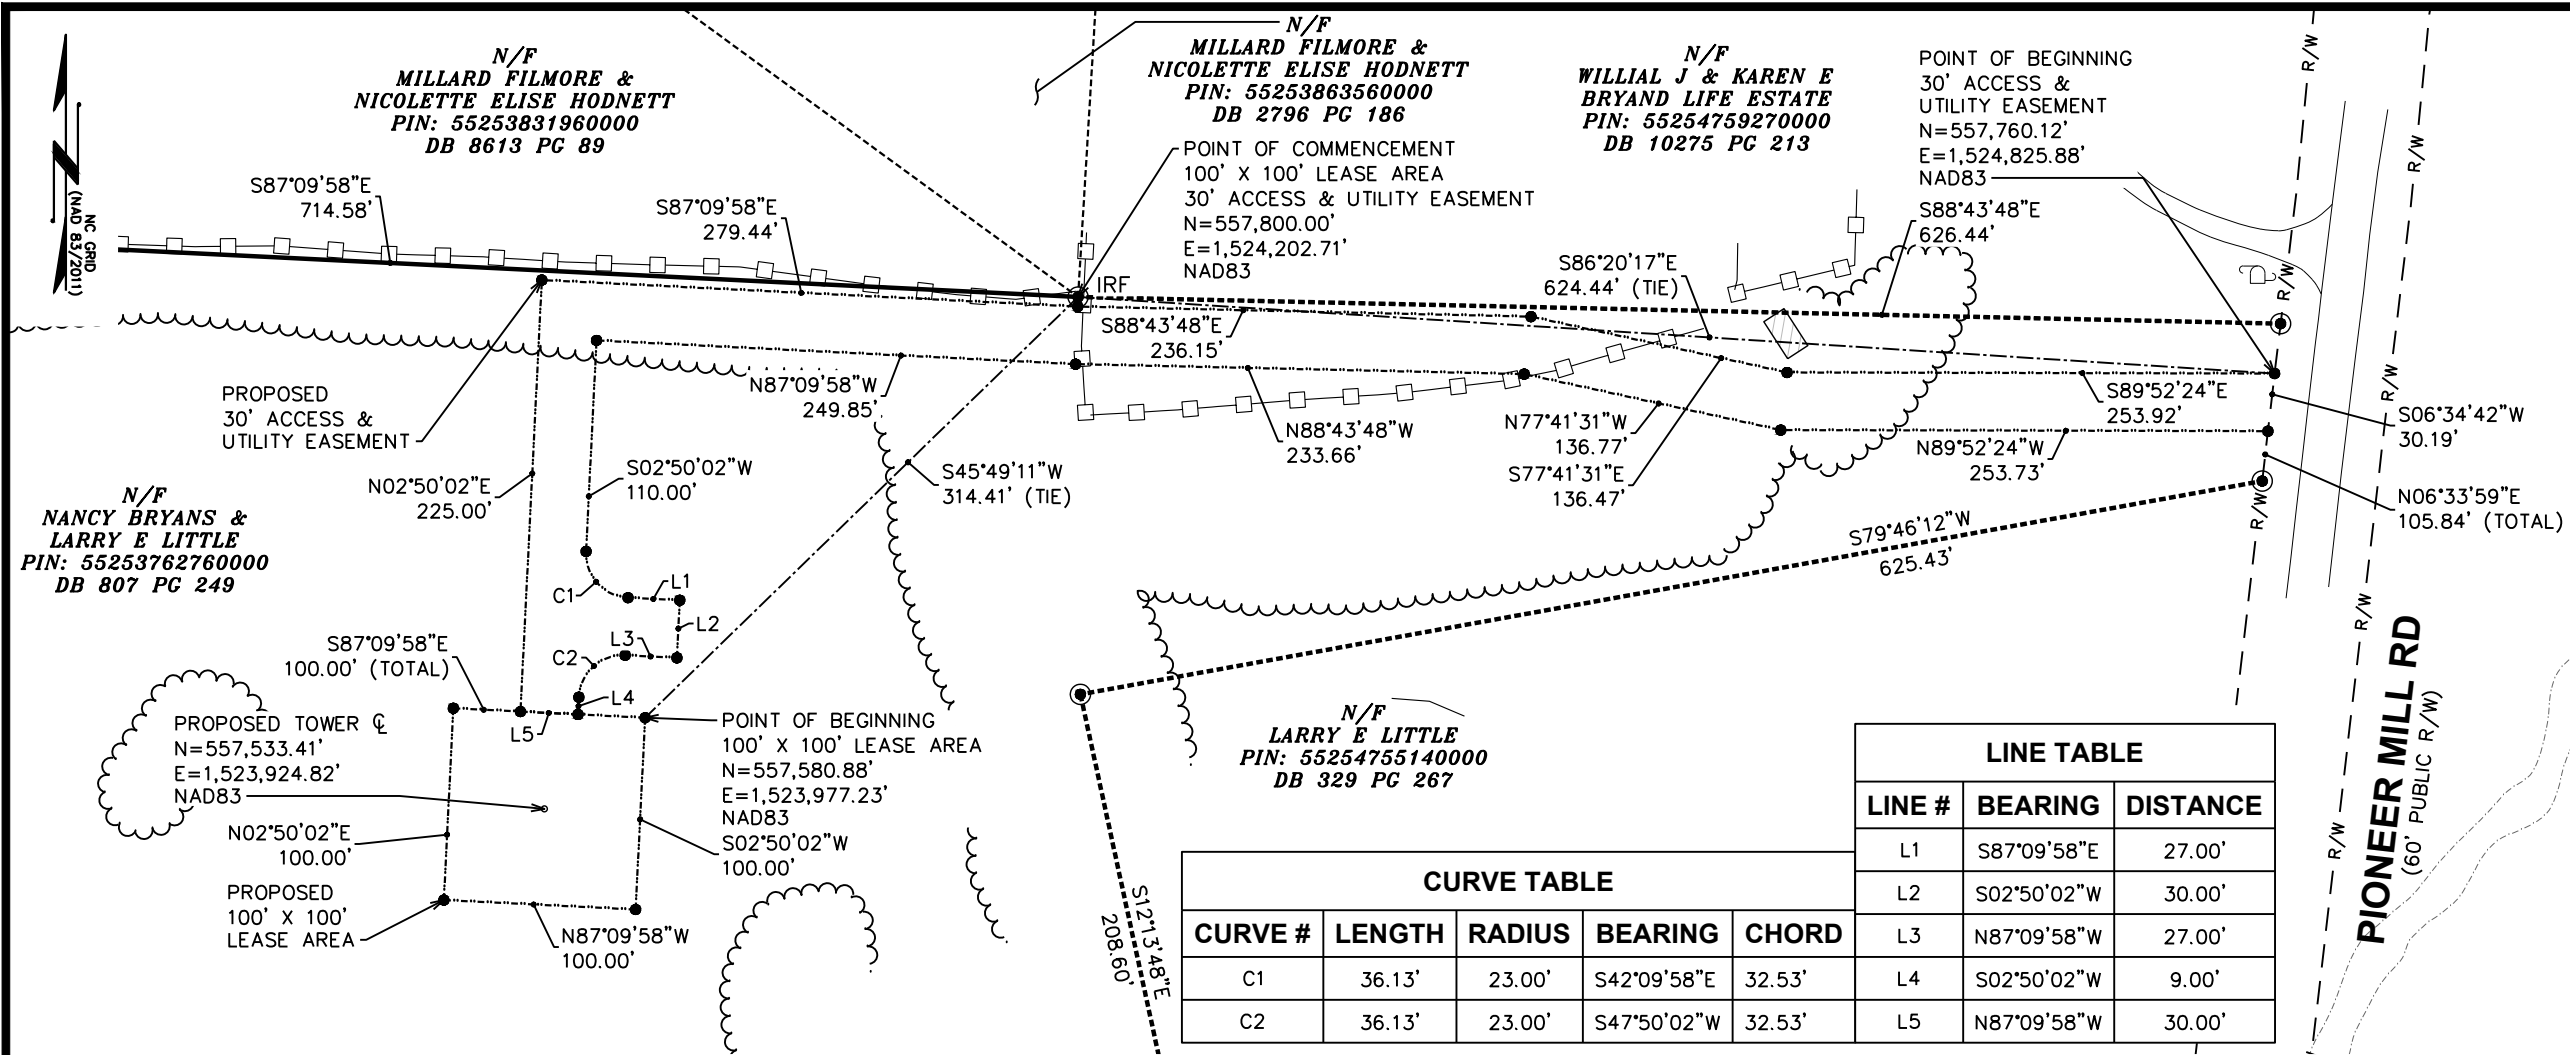 N/F
MILLARD FILMORE &
NICOLETTE ELISE HODNETT
PIN: 55253831960000
DB 8613 PG 89
N/F
MILLARD FILMORE &
NICOLETTE ELISE HODNETT
PIN: 55253863560000
DB 2796 PG 186
N/F
WILLIAL J & KAREN E
BRYAND LIFE ESTATE
PIN: 55254759270000
DB 10275 PG 213
POINT OF BEGINNING
30' ACCESS &
UTILITY EASEMENT
N=557,760.12'
E=1,524,825.88'
NAD83
POINT OF COMMENCEMENT
100' X 100' LEASE AREA
30' ACCESS & UTILITY EASEMENT
N=557,800.00'
E=1,524,202.71'
NAD83
NC GRID
(NAD 83/2011)
S87°09'58"E
714.58'
S87°09'58"E
279.44'
IRF
S86°20'17"E
624.44' (TIE)
S88°43'48"E
626.44'
S88°43'48"E
236.15'
PROPOSED
30' ACCESS &
UTILITY EASEMENT
N87°09'58"W
249.85'
N88°43'48"W
233.66'
N77°41'31"W
136.77'
S77°41'31"E
136.47'
S89°52'24"E
253.92'
N89°52'24"W
253.73'
S06°34'42"W
30.19'
N06°33'59"E
105.84' (TOTAL)
N02°50'02"E
225.00'
S02°50'02"W
110.00'
S45°49'11"W
314.41' (TIE)
S79°46'12"W
625.43'
N/F
NANCY BRYANS &
LARRY E LITTLE
PIN: 55253762760000
DB 807 PG 249
C1
L1
L2
L3
C2
L4
L5
S87°09'58"E
100.00' (TOTAL)
PROPOSED TOWER ℄
N=557,533.41'
E=1,523,924.82'
NAD83
POINT OF BEGINNING
100' X 100' LEASE AREA
N=557,580.88'
E=1,523,977.23'
NAD83
S02°50'02"W
100.00'
N02°50'02"E
100.00'
PROPOSED
100' X 100'
LEASE AREA
N87°09'58"W
100.00'
N/F
LARRY E LITTLE
PIN: 55254755140000
DB 329 PG 267
S12°13'48"E
208.60'
R/W
R/W
R/W
R/W
R/W
R/W
R/W
R/W
PIONEER MILL RD
(60' PUBLIC R/W)
LINE TABLE
LINE # BEARING DISTANCE
L1 S87°09'58"E 27.00'
L2 S02°50'02"W 30.00'
L3 N87°09'58"W 27.00'
L4 S02°50'02"W 9.00'
L5 N87°09'58"W 30.00'
CURVE TABLE
CURVE # LENGTH RADIUS BEARING CHORD
C1 36.13' 23.00' S42°09'58"E 32.53'
C2 36.13' 23.00' S47°50'02"W 32.53'